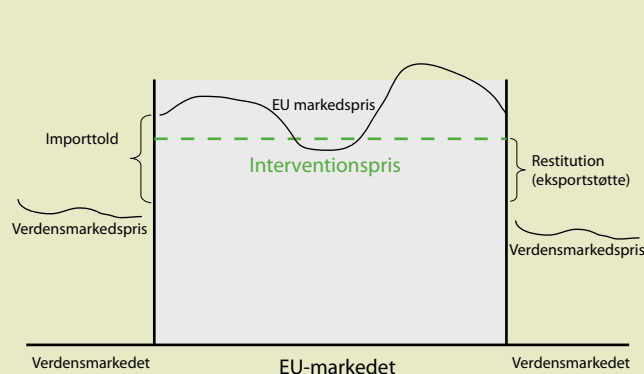 EU markedspris
Importtold
Interventionspris
Restitution
(eksportstøtte)
Verdensmarkedspris
Verdensmarkedspris
Verdensmarkedet
EU-markedet
Verdensmarkedet